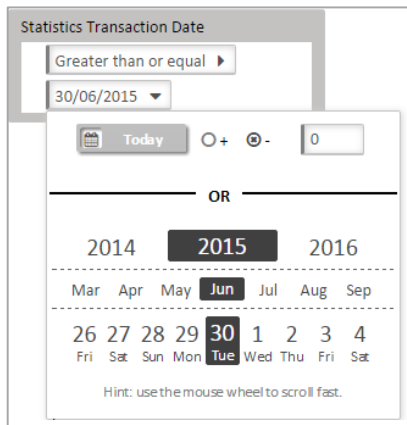 Statistics Transaction Date
Greater than or equal
30/06/2015
Today + - 0
OR
2014 2015 2016
Mar Apr May Jun Jul Aug Sep
26 27 28 29 30 1 2 3 4
Fri Sat Sun Mon Tue Wed Thu Fri Sat
Hint: use the mouse wheel to scroll fast.